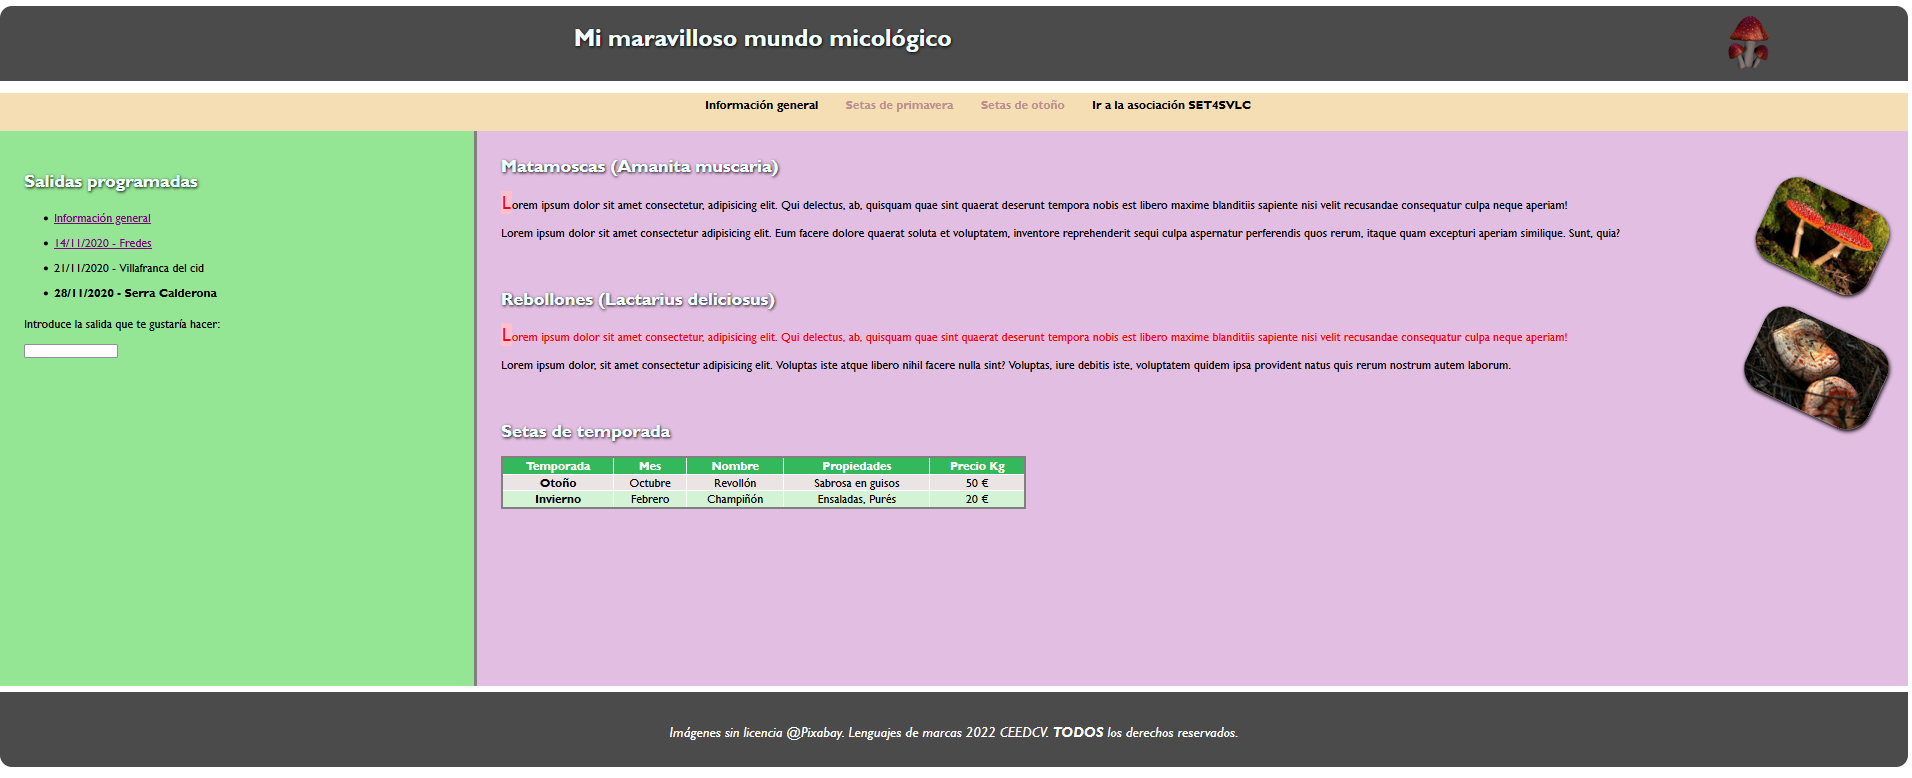 Mi maravilloso mundo micológico
Información general Setas de primavera Setas de otoño Ir a la asociación SET4SVLC
Salidas programadas
Información general
14/11/2020 - Fredes
21/11/2020 - Villafranca del cid
28/11/2020 - Serra Calderona
Introduce la salida que te gustaría hacer:
Matamoscas (Amanita muscaria)
Lorem ipsum dolor sit amet consectetur, adipisicing elit. Qui delectus, ab, quisquam quae sint quaerat deserunt tempora nobis est libero maxime blanditiis sapiente nisi velit recusandae consequatur culpa neque aperiam!
Lorem ipsum dolor sit amet consectetur adipisicing elit. Eum facere dolore quaerat soluta et voluptatem, inventore reprehenderit sequi culpa aspernatur perferendis quos rerum, itaque quam excepturi aperiam similique. Sunt, quia?
Rebollones (Lactarius deliciosus)
Lorem ipsum dolor sit amet consectetur, adipisicing elit. Qui delectus, ab, quisquam quae sint quaerat deserunt tempora nobis est libero maxime blanditiis sapiente nisi velit recusandae consequatur culpa neque aperiam!
Lorem ipsum dolor, sit amet consectetur adipisicing elit. Voluptas iste atque libero nihil facere nulla sint? Voluptas, iure debitis iste, voluptatem quidem ipsa provident natus quis rerum nostrum autem laborum.
Setas de temporada
Temporada Mes Nombre Propiedades Precio Kg
Otoño Octubre Revollón Sabrosa en guisos 50 €
Invierno Febrero Champiñón Ensaladas, Purés 20 €
Imágenes sin licencia @Pixabay. Lenguajes de marcas 2022 CEEDCV. TODOS los derechos reservados.